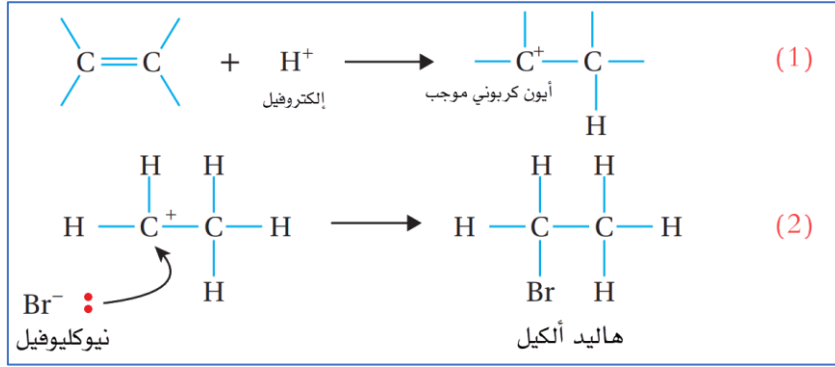 C=C + H⁺ → C⁺ C (1)
إلكتروفيل أيون كربوني موجب
H
H H H H
H C⁺ C H → H C C H (2)
H Br H
Br⁻ :
نيوكليوفيل هاليد ألكيل